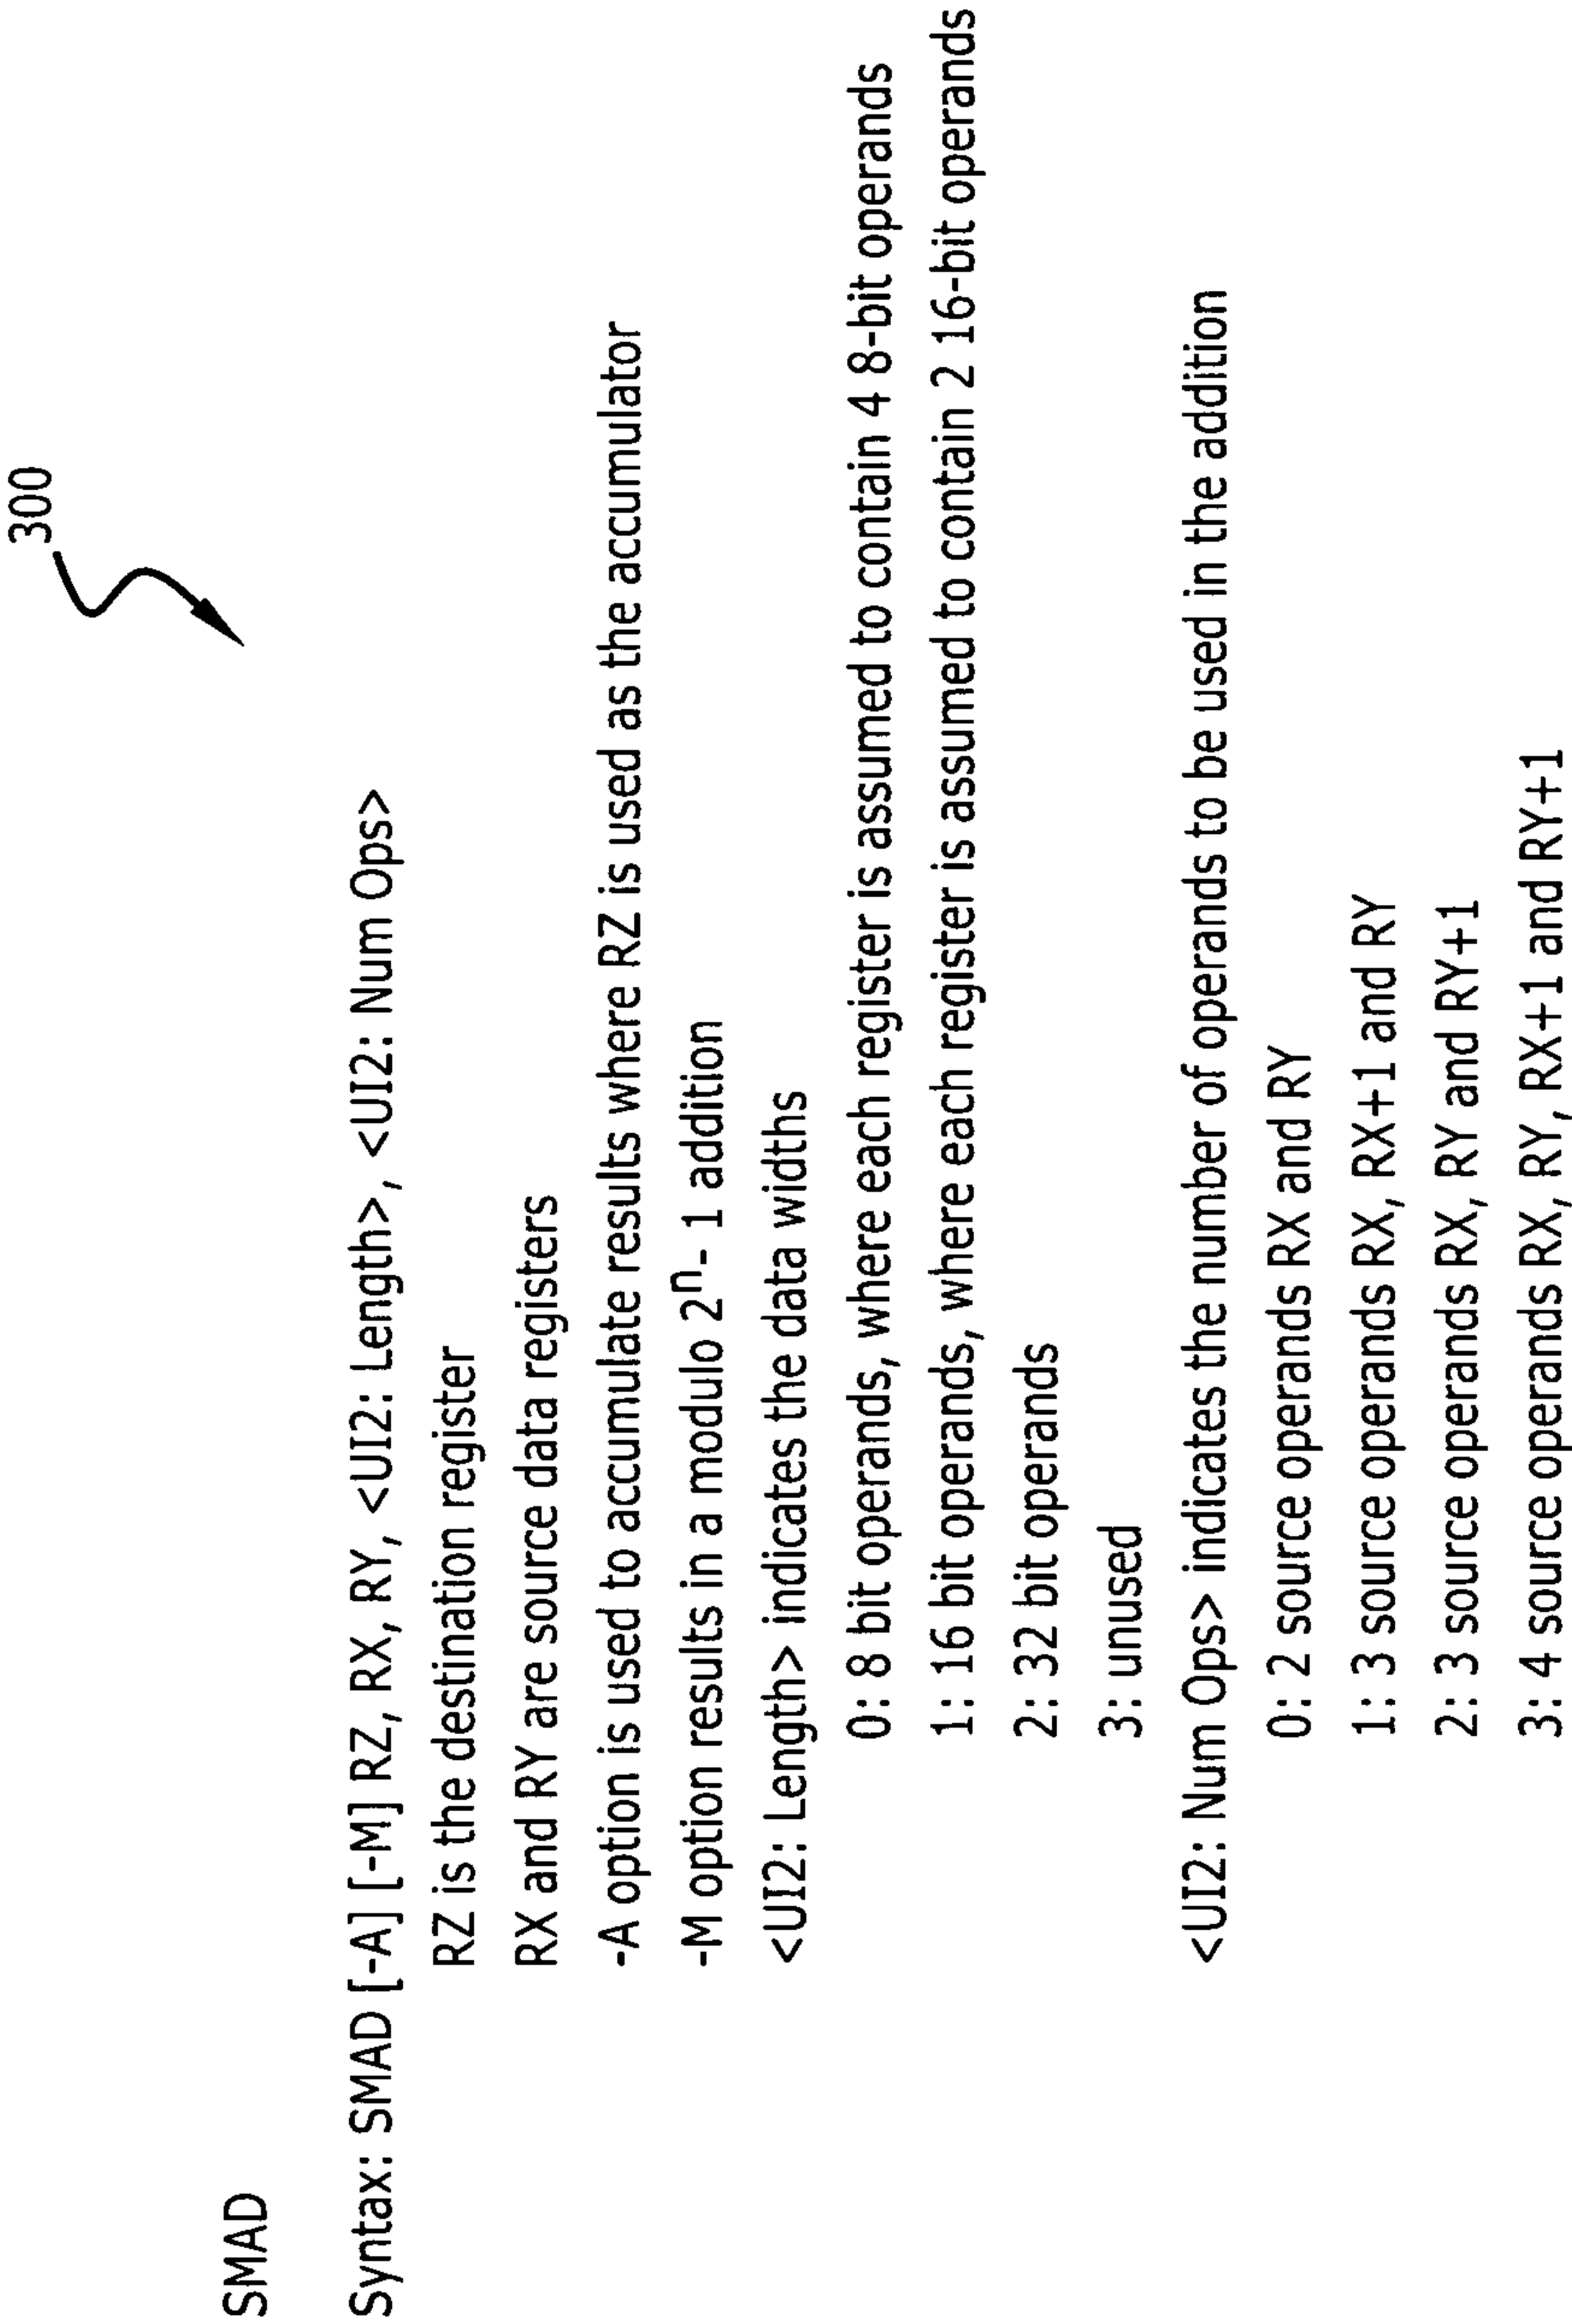 300
SMAD
Syntax: SMAD [-A] [-M] RZ, RX, RY, <UI2: Length>, <UI2: Num Ops>
RZ is the destination register
RX and RY are source data registers
-A option is used to accumulate results where RZ is used as the accumulator
-M option results in a modulo 2ⁿ- 1 addition
<UI2: Length> indicates the data widths
0: 8 bit operands, where each register is assumed to contain 4 8-bit operands
1: 16 bit operands, where each register is assumed to contain 2 16-bit operands
2: 32 bit operands
3: unused
<UI2: Num Ops> indicates the number of operands to be used in the addition
0: 2 source operands RX and RY
1: 3 source operands RX, RX+1 and RY
2: 3 source operands RX, RY and RY+1
3: 4 source operands RX, RY, RX+1 and RY+1